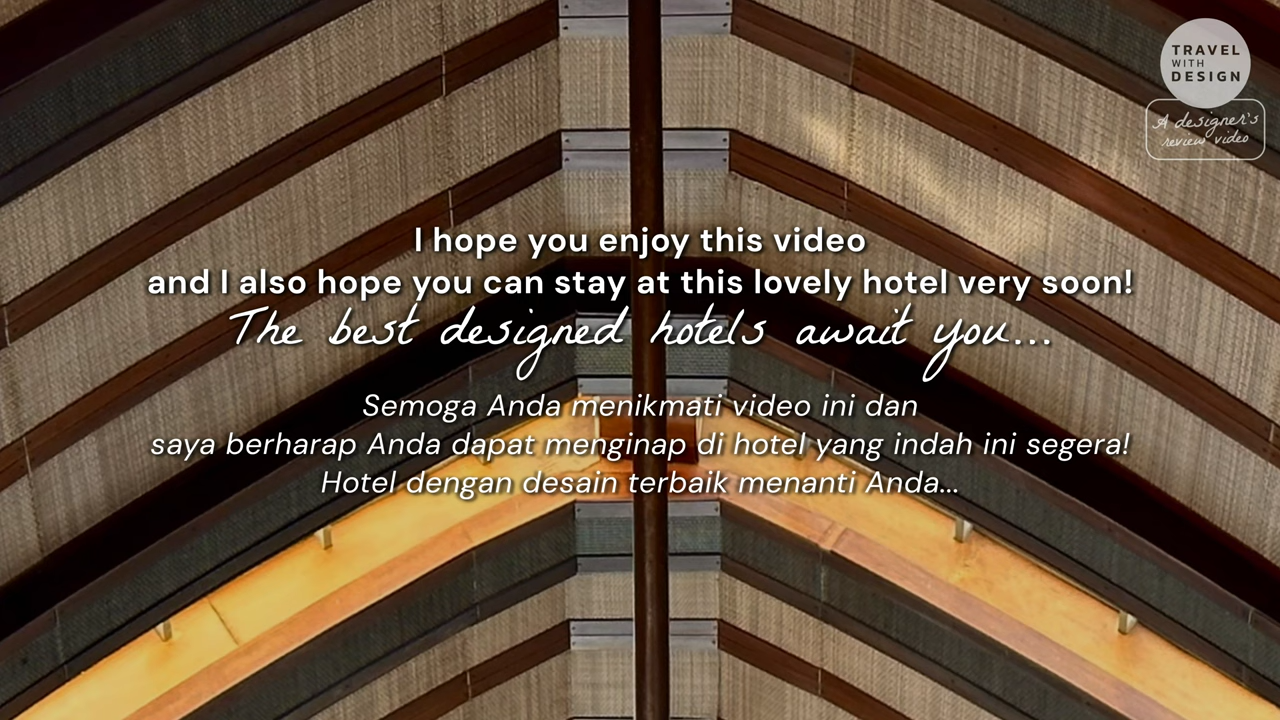 TRAVEL
WITH
DESIGN
A designer's
review video
I hope you enjoy this video
and I also hope you can stay at this lovely hotel very soon!
The best designed hotels await you...
Semoga Anda menikmati video ini dan
saya berharap Anda dapat menginap di hotel yang indah ini segera!
Hotel dengan desain terbaik menanti Anda...